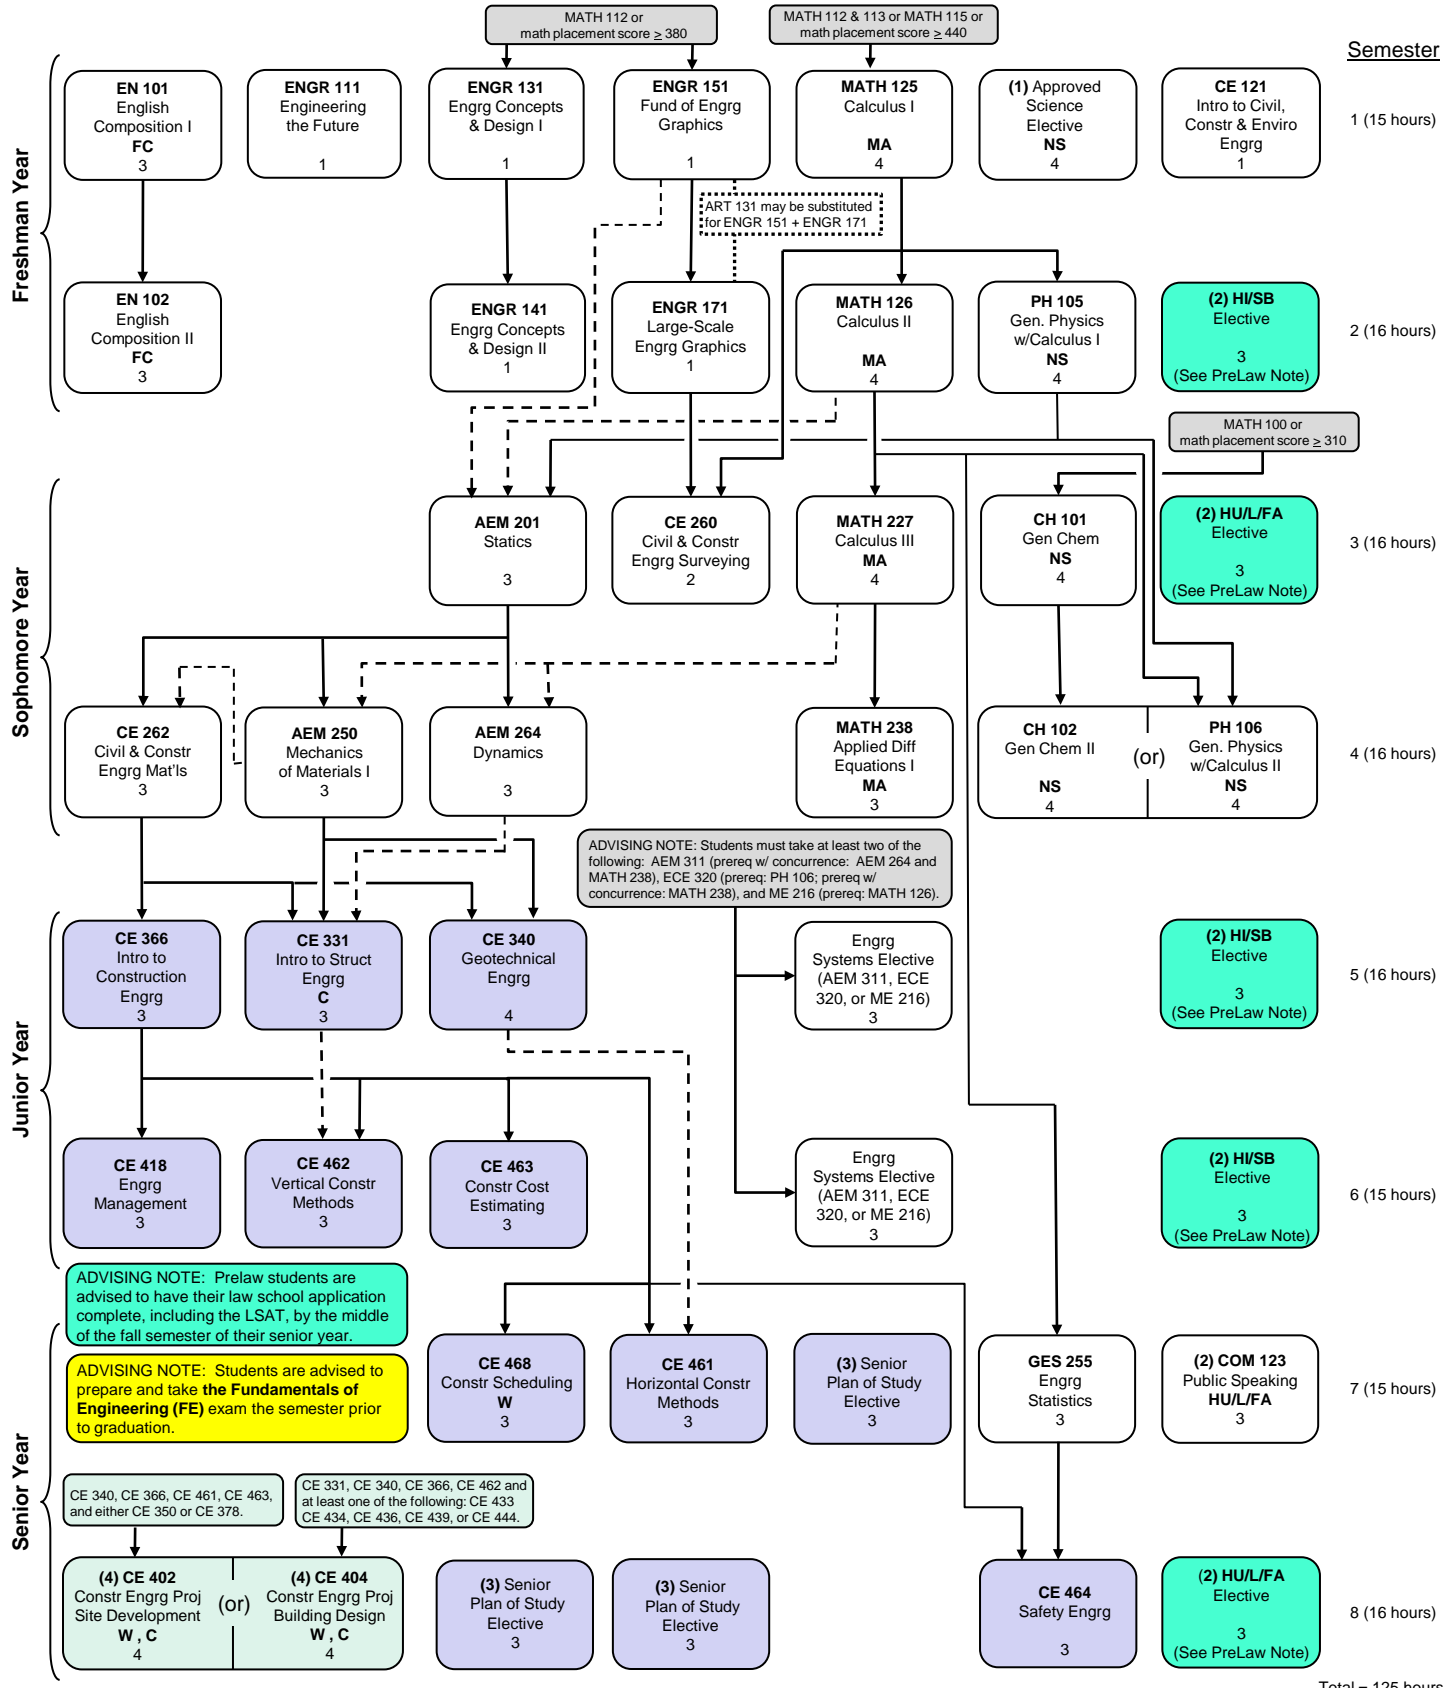 MATH 112 or
math placement score ≥ 380
MATH 112 & 113 or MATH 115 or
math placement score ≥ 440
Semester
Freshman Year
EN 101
English
Composition I
FC
3
ENGR 111
Engineering
the Future
1
ENGR 131
Engrg Concepts
& Design I
1
ENGR 151
Fund of Engrg
Graphics
1
MATH 125
Calculus I
MA
4
(1) Approved
Science
Elective
NS
4
CE 121
Intro to Civil,
Constr & Enviro
Engrg
1
1 (15 hours)
ART 131 may be substituted
for ENGR 151 + ENGR 171
EN 102
English
Composition II
FC
3
ENGR 141
Engrg Concepts
& Design II
1
ENGR 171
Large-Scale
Engrg Graphics
1
MATH 126
Calculus II
MA
4
PH 105
Gen. Physics
w/Calculus I
NS
4
(2) HI/SB
Elective
3
(See PreLaw Note)
2 (16 hours)
MATH 100 or
math placement score ≥ 310
Sophomore Year
AEM 201
Statics
3
CE 260
Civil & Constr
Engrg Surveying
2
MATH 227
Calculus III
MA
4
CH 101
Gen Chem
NS
4
(2) HU/L/FA
Elective
3
(See PreLaw Note)
3 (16 hours)
CE 262
Civil & Constr
Engrg Mat'ls
3
AEM 250
Mechanics
of Materials I
3
AEM 264
Dynamics
3
MATH 238
Applied Diff
Equations I
MA
3
CH 102
Gen Chem II
NS
4
(or)
PH 106
Gen. Physics
w/Calculus II
NS
4
4 (16 hours)
ADVISING NOTE: Students must take at least two of the
following: AEM 311 (prereq w/ concurrence: AEM 264 and
MATH 238), ECE 320 (prereq: PH 106; prereq w/
concurrence: MATH 238), and ME 216 (prereq: MATH 126).
Junior Year
CE 366
Intro to
Construction
Engrg
3
CE 331
Intro to Struct
Engrg
C
3
CE 340
Geotechnical
Engrg
4
Engrg
Systems Elective
(AEM 311, ECE
320, or ME 216)
3
(2) HI/SB
Elective
3
(See PreLaw Note)
5 (16 hours)
CE 418
Engrg
Management
3
CE 462
Vertical Constr
Methods
3
CE 463
Constr Cost
Estimating
3
Engrg
Systems Elective
(AEM 311, ECE
320, or ME 216)
3
(2) HI/SB
Elective
3
(See PreLaw Note)
6 (15 hours)
ADVISING NOTE: Prelaw students are
advised to have their law school application
complete, including the LSAT, by the middle
of the fall semester of their senior year.
ADVISING NOTE: Students are advised to
prepare and take the Fundamentals of
Engineering (FE) exam the semester prior
to graduation.
Senior Year
CE 468
Constr Scheduling
W
3
CE 461
Horizontal Constr
Methods
3
(3) Senior
Plan of Study
Elective
3
GES 255
Engrg
Statistics
3
(2) COM 123
Public Speaking
HU/L/FA
3
7 (15 hours)
CE 340, CE 366, CE 461, CE 463,
and either CE 350 or CE 378.
CE 331, CE 340, CE 366, CE 462 and
at least one of the following: CE 433
CE 434, CE 436, CE 439, or CE 444.
(4) CE 402
Constr Engrg Proj
Site Development
W , C
4
(or)
(4) CE 404
Constr Engrg Proj
Building Design
W , C
4
(3) Senior
Plan of Study
Elective
3
(3) Senior
Plan of Study
Elective
3
CE 464
Safety Engrg
3
(2) HU/L/FA
Elective
3
(See PreLaw Note)
8 (16 hours)
Total = 125 hours